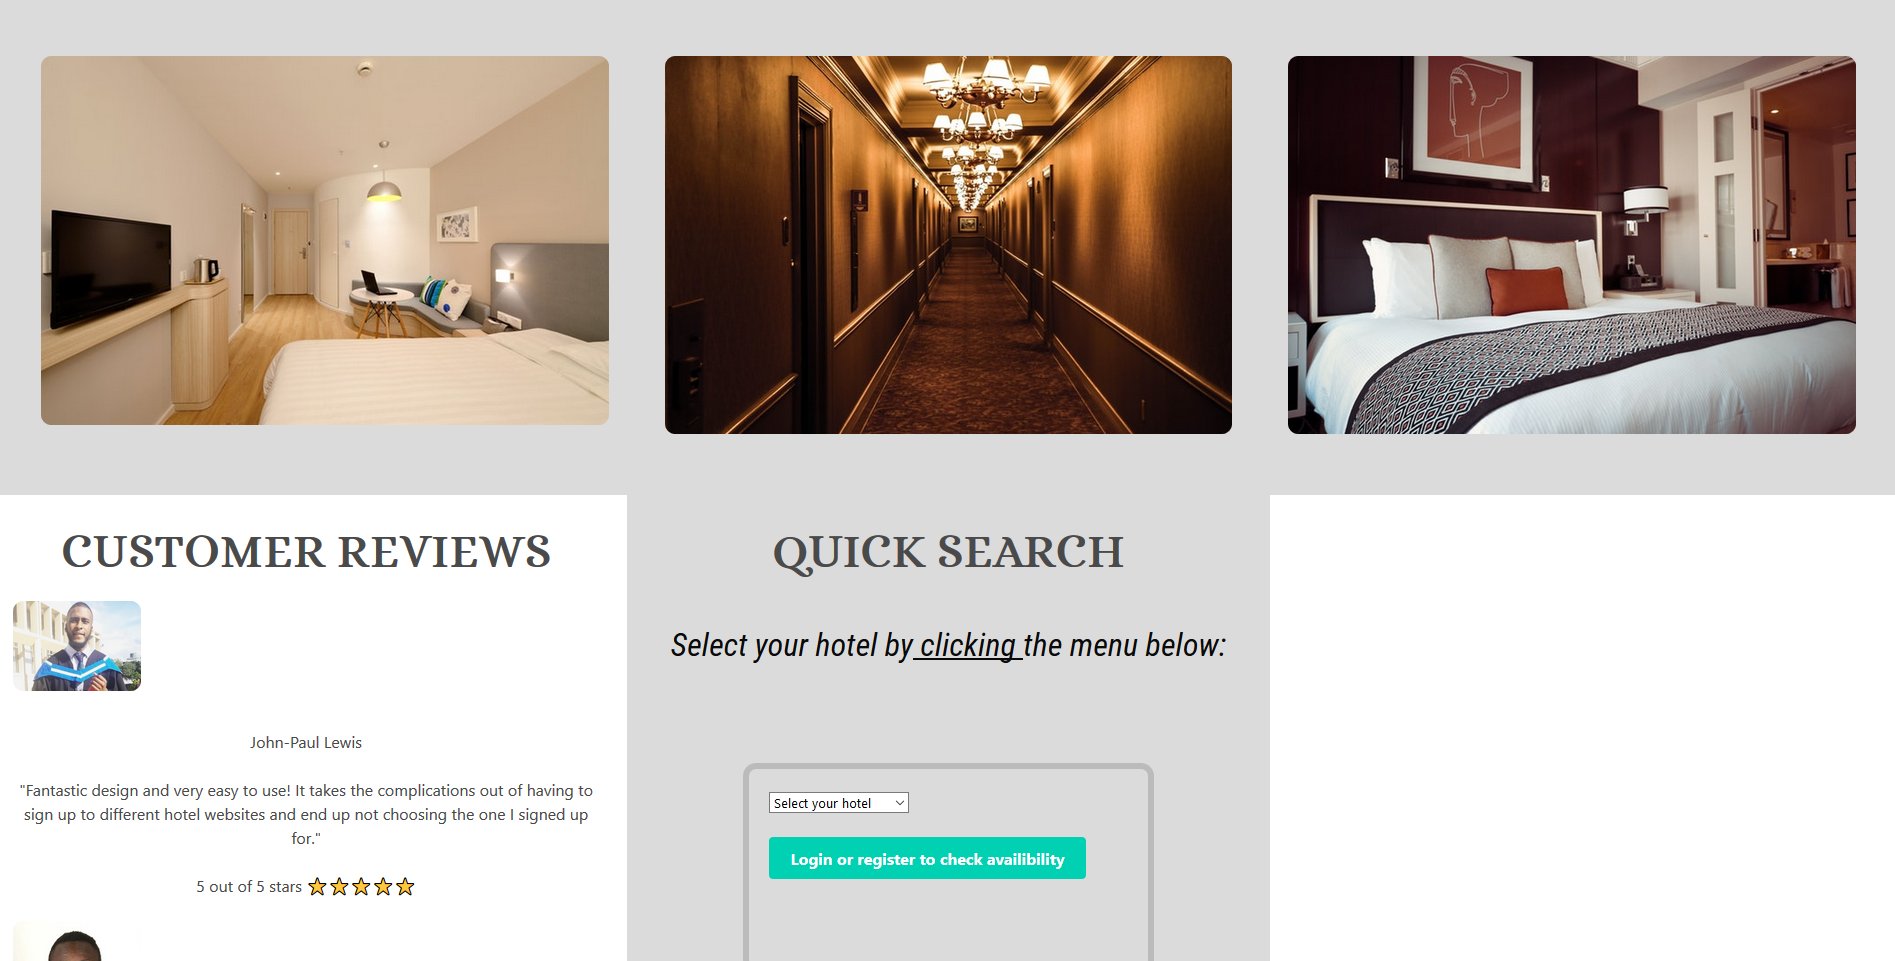 CUSTOMER REVIEWS
John-Paul Lewis
"Fantastic design and very easy to use! It takes the complications out of having to
sign up to different hotel websites and end up not choosing the one I signed up
for."
5 out of 5 stars
QUICK SEARCH
Select your hotel by clicking the menu below:
Select your hotel
Login or register to check availibility